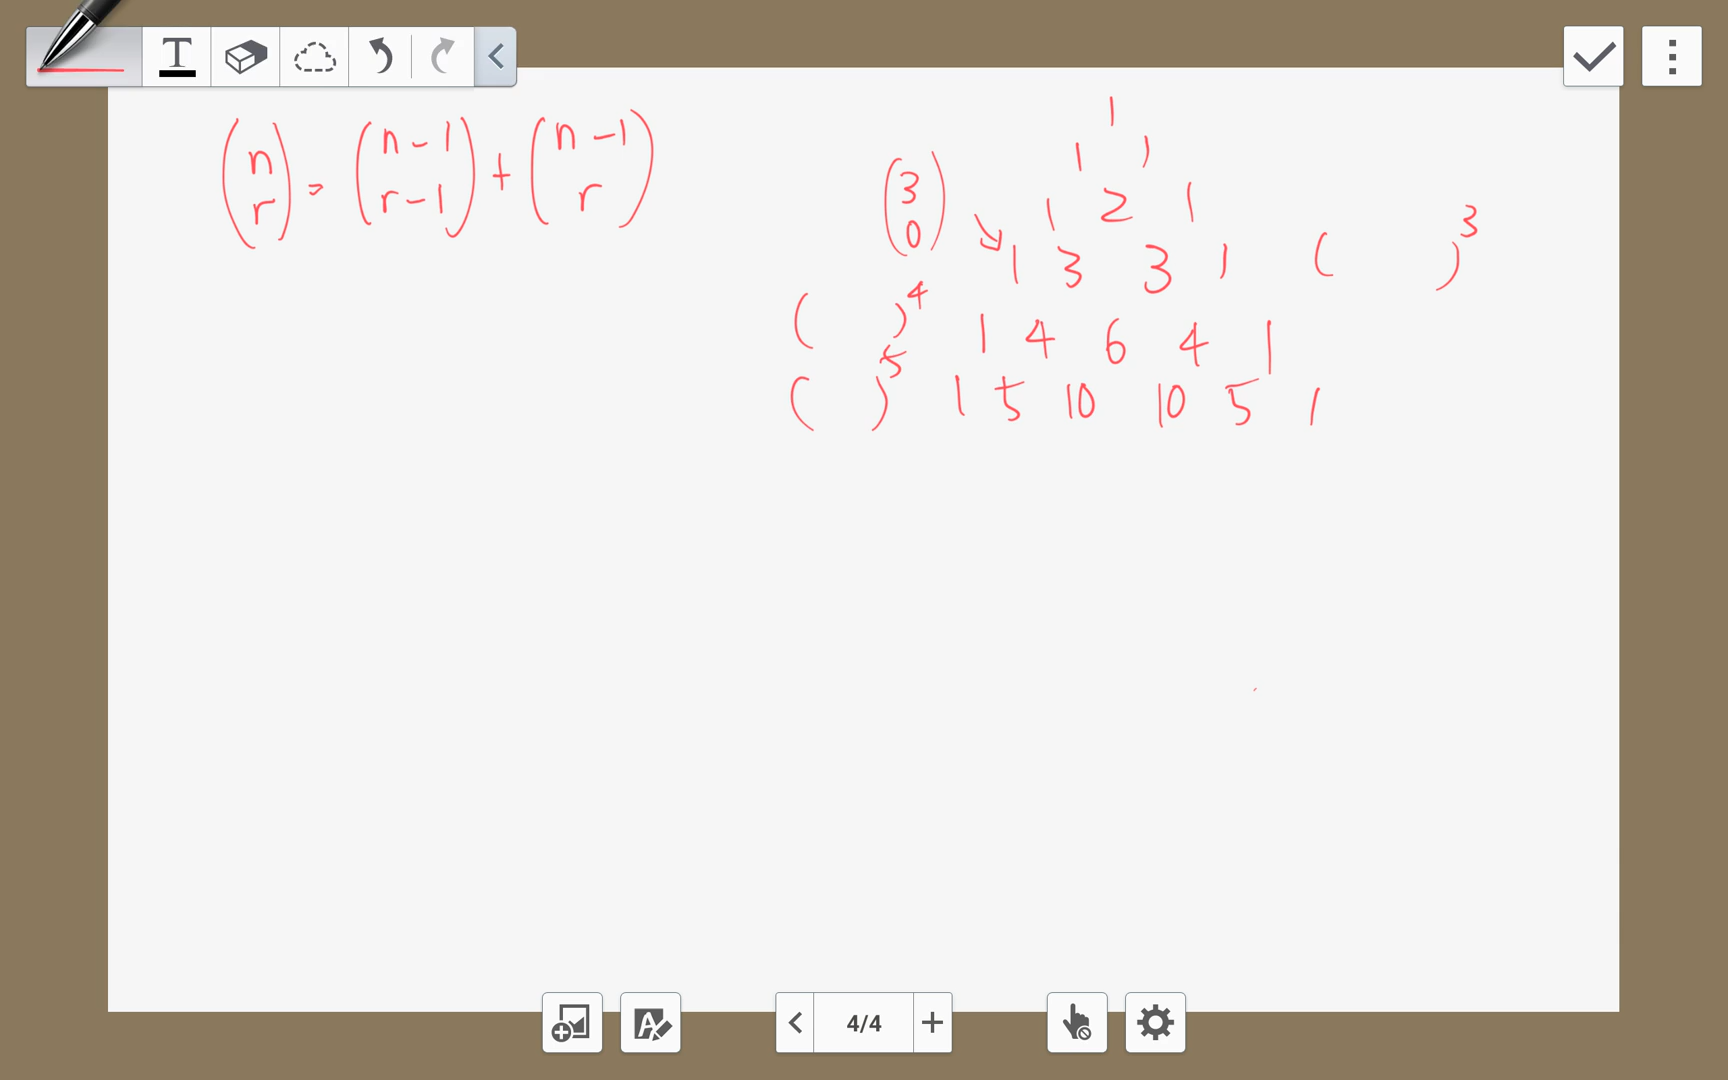 T
(n r) = (n-1 r-1) + (n-1 r)
1
1 1
1 2 1
(3 0) ↘ 1 3 3 1 ( )³
( )⁴ 1 4 6 4 1
( )⁵ 1 5 10 10 5 1
A
4/4